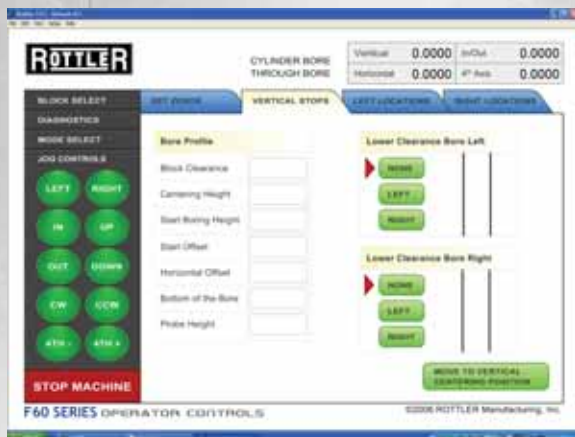 ROTTLER
CYLINDER BORE
THROUGH BORE
Vertical 0.0000 In/Out 0.0000
Horizontal 0.0000 4th Axis 0.0000
BLOCK SELECT
DIAGNOSTICS
MODE SELECT
JOG CONTROLS
LEFT RIGHT
IN UP
OUT DOWN
CW CCW
4TH - 4TH +
STOP MACHINE
SET ZEROS VERTICAL STOPS LEFT LOCATIONS RIGHT LOCATIONS
Bore Profile
Block Clearance
Centering Height
Start Boring Height
Start Offset
Horizontal Offset
Bottom of the Bore
Probe Height
Lower Clearance Bore Left
NONE
LEFT
RIGHT
Lower Clearance Bore Right
NONE
LEFT
RIGHT
MOVE TO VERTICAL
CENTERING POSITION
F60 SERIES OPERATOR CONTROLS
©2006 ROTTLER Manufacturing, Inc.